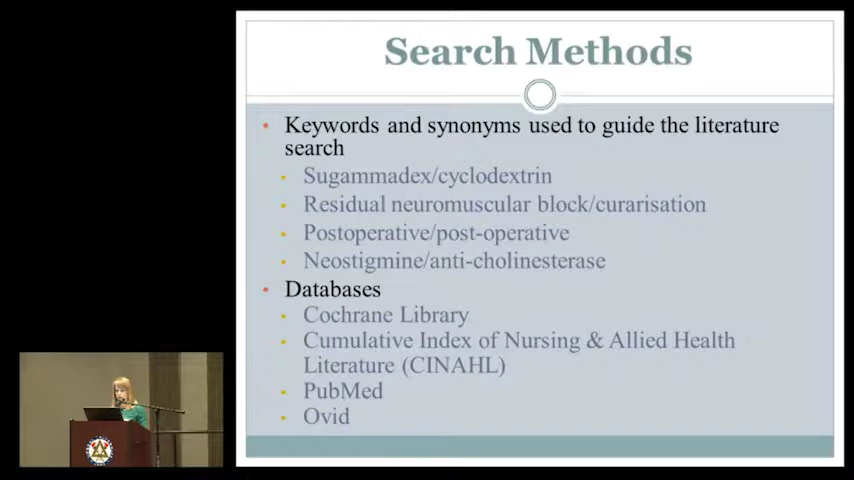 Search Methods
Keywords and synonyms used to guide the literature
search
Sugammadex/cyclodextrin
Residual neuromuscular block/curarisation
Postoperative/post-operative
Neostigmine/anti-cholinesterase
Databases
Cochrane Library
Cumulative Index of Nursing & Allied Health
Literature (CINAHL)
PubMed
Ovid